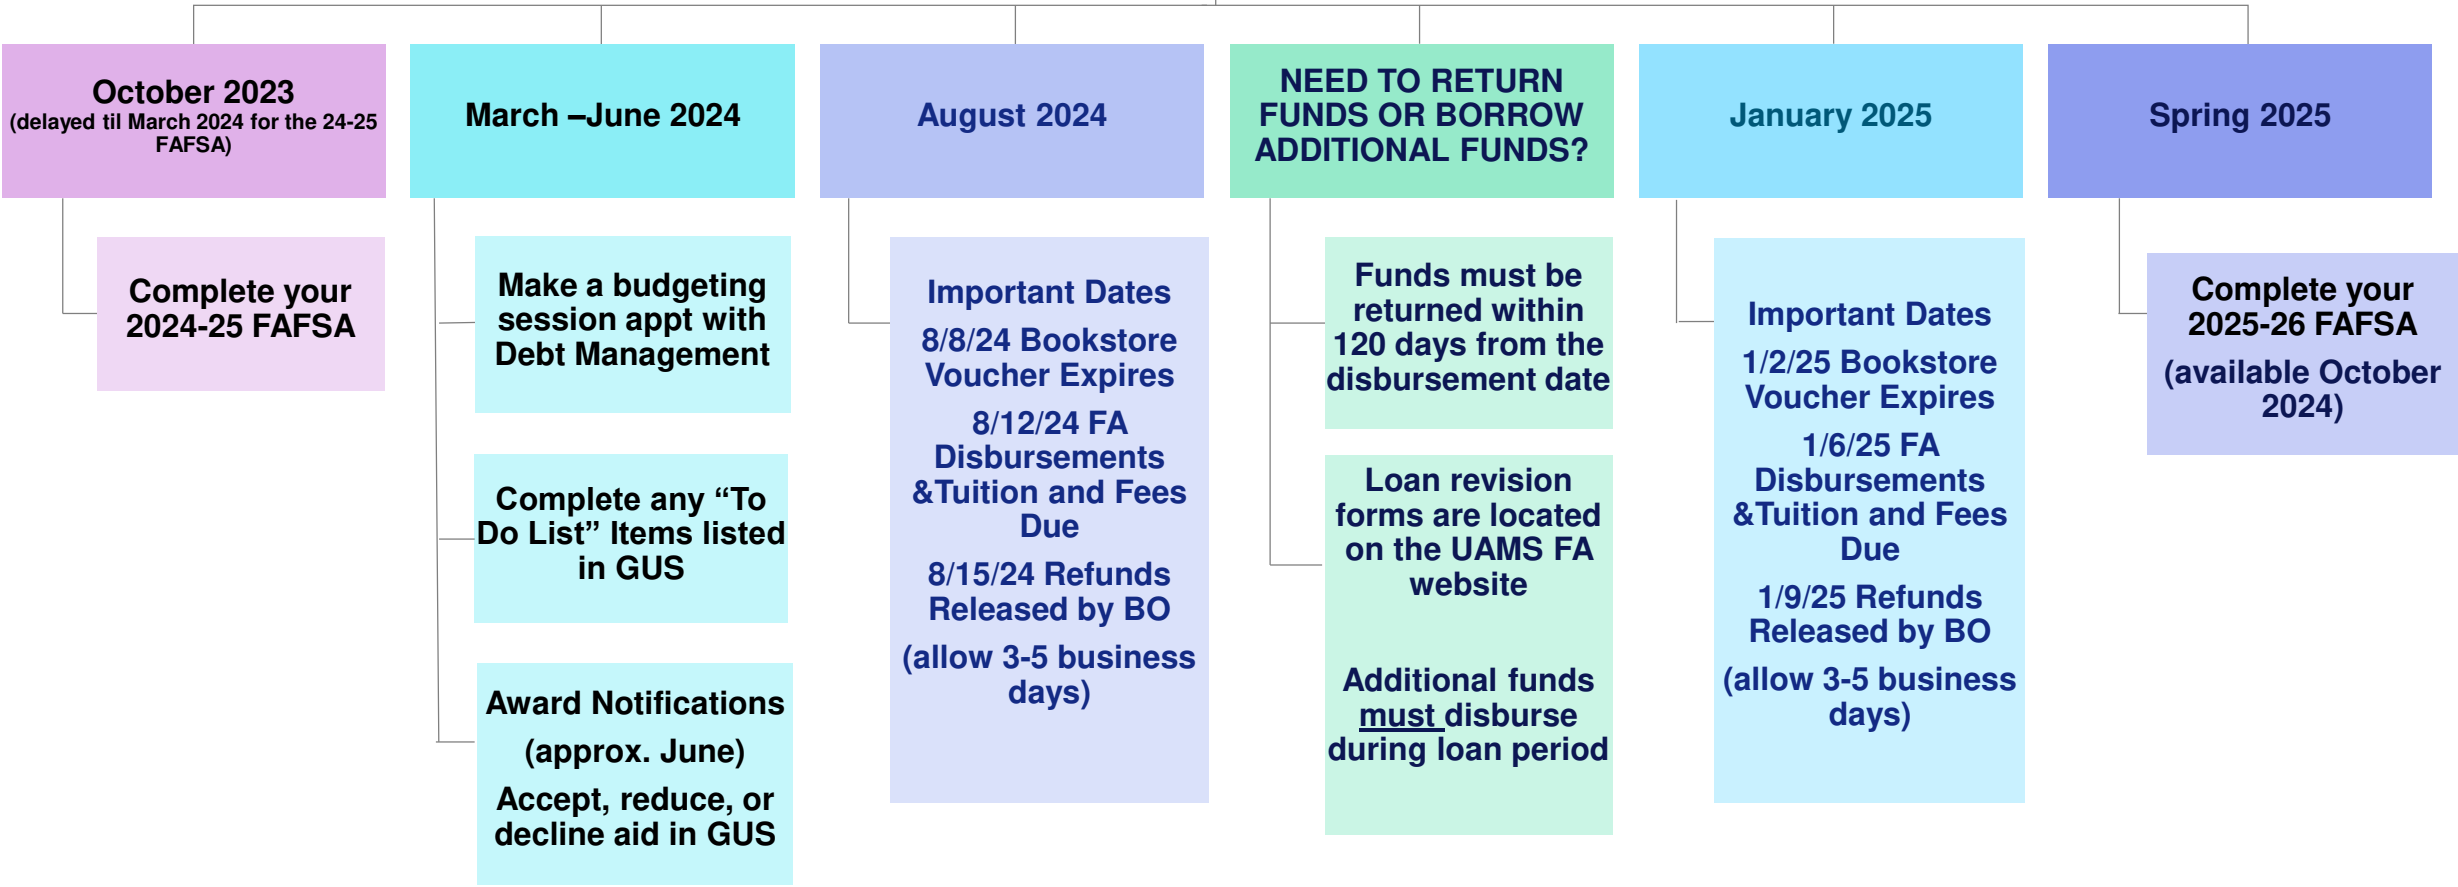 October 2023
(delayed til March 2024 for the 24-25
FAFSA)
Complete your
2024-25 FAFSA
March –June 2024
Make a budgeting
session appt with
Debt Management
Complete any “To
Do List” Items listed
in GUS
Award Notifications
(approx. June)
Accept, reduce, or
decline aid in GUS
August 2024
Important Dates
8/8/24 Bookstore
Voucher Expires
8/12/24 FA
Disbursements
&Tuition and Fees
Due
8/15/24 Refunds
Released by BO
(allow 3-5 business
days)
NEED TO RETURN
FUNDS OR BORROW
ADDITIONAL FUNDS?
Funds must be
returned within
120 days from the
disbursement date
Loan revision
forms are located
on the UAMS FA
website
Additional funds
must disburse
during loan period
January 2025
Important Dates
1/2/25 Bookstore
Voucher Expires
1/6/25 FA
Disbursements
&Tuition and Fees
Due
1/9/25 Refunds
Released by BO
(allow 3-5 business
days)
Spring 2025
Complete your
2025-26 FAFSA
(available October
2024)